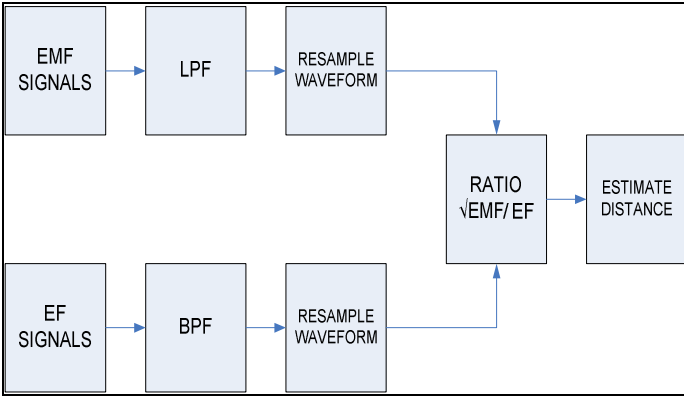 EMF
SIGNALS
LPF
RESAMPLE
WAVEFORM
RATIO
√EMF/ EF
ESTIMATE
DISTANCE
EF
SIGNALS
BPF
RESAMPLE
WAVEFORM